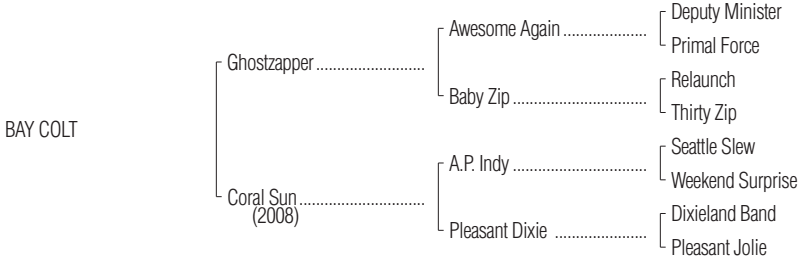 Deputy Minister
Awesome Again ....................
Primal Force
Ghostzapper ..........................
Relaunch
Baby Zip ................................
Thirty Zip
BAY COLT
Seattle Slew
A.P. Indy ................................
Weekend Surprise
Coral Sun ..............................
(2008)
Dixieland Band
Pleasant Dixie ......................
Pleasant Jolie